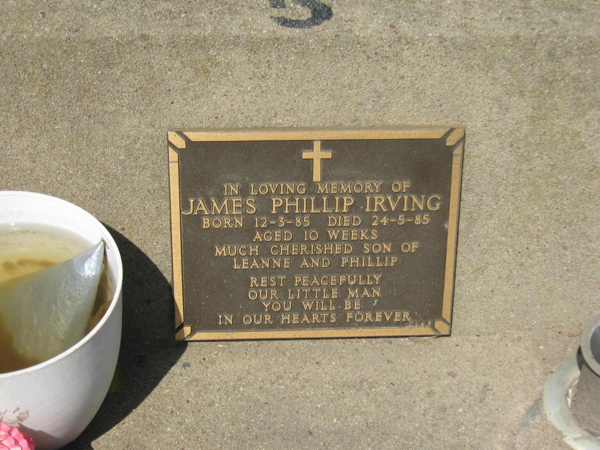 IN LOVING MEMORY OF
JAMES PHILLIP IRVING
BORN 12-3-85 DIED 24-5-85
AGED 10 WEEKS
MUCH CHERISHED SON OF
LEANNE AND PHILLIP
REST PEACEFULLY
OUR LITTLE MAN
YOU WILL BE
IN OUR HEARTS FOREVER